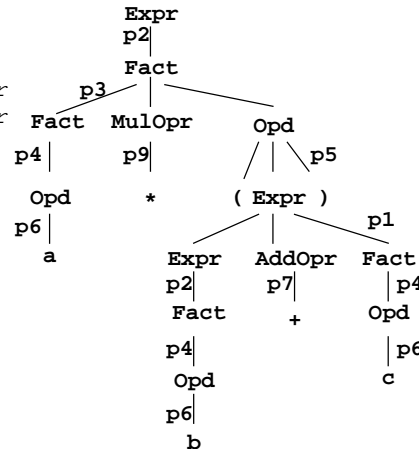 Expr
p2
Fact
r p3
r Fact MulOpr Opd
p4 p9 p5
Opd * ( Expr )
p6 p1
a Expr AddOpr Fact
p2 p7 p4
Fact + Opd
p4 p6
Opd c
p6
b